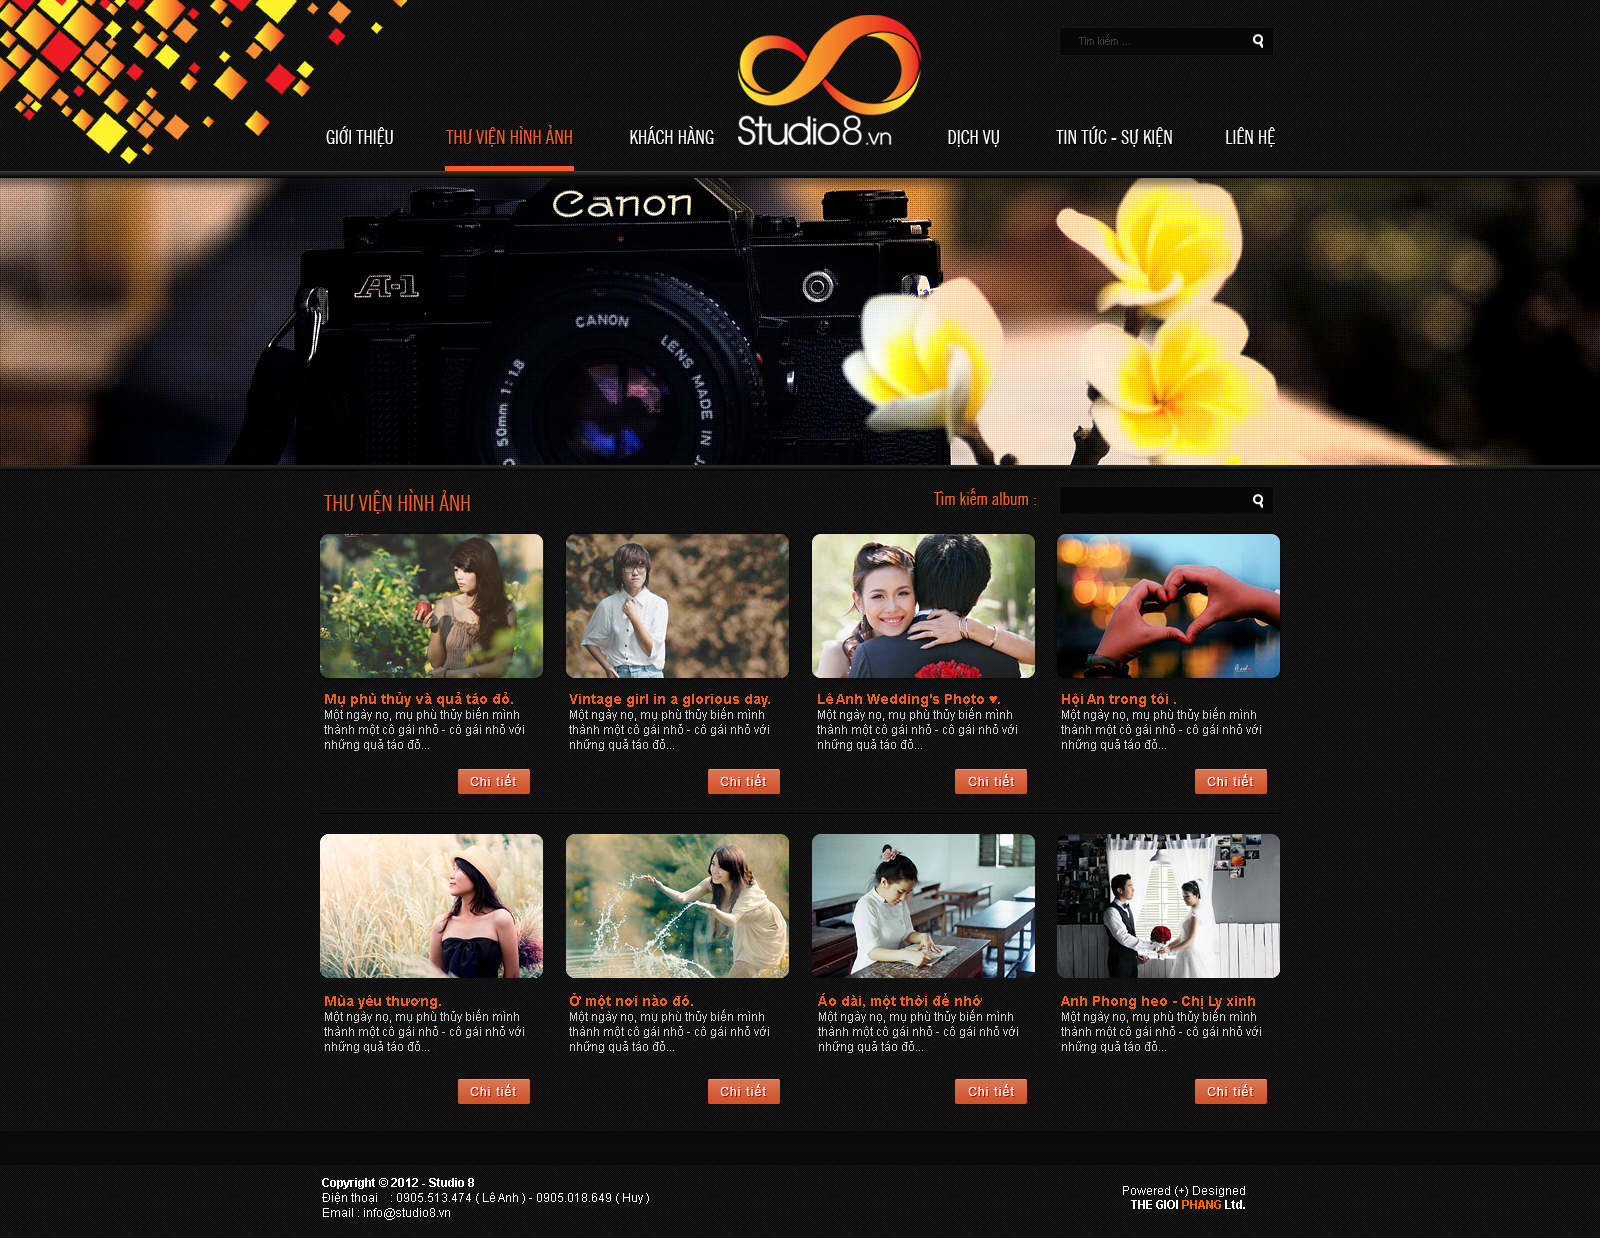 Tìm kiếm ...
GIỚI THIỆU
THƯ VIỆN HÌNH ẢNH
KHÁCH HÀNG
Studio8.vn
DỊCH VỤ
TIN TỨC - SỰ KIỆN
LIÊN HỆ
Canon
A-1
CANON
LENS MADE IN JA
50mm 1:1.8
THƯ VIỆN HÌNH ẢNH
Tìm kiếm album :
Mụ phù thủy và quả táo đỏ.
Một ngày nọ, mụ phù thủy biến mình
thành một cô gái nhỏ - cô gái nhỏ với
những quả táo đỏ...
Chi tiết
Vintage girl in a glorious day.
Một ngày nọ, mụ phù thủy biến mình
thành một cô gái nhỏ - cô gái nhỏ với
những quả táo đỏ...
Chi tiết
Lê Anh Wedding's Photo ♥.
Một ngày nọ, mụ phù thủy biến mình
thành một cô gái nhỏ - cô gái nhỏ với
những quả táo đỏ...
Chi tiết
Hội An trong tôi .
Một ngày nọ, mụ phù thủy biến mình
thành một cô gái nhỏ - cô gái nhỏ với
những quả táo đỏ...
Chi tiết
Mùa yêu thương.
Một ngày nọ, mụ phù thủy biến mình
thành một cô gái nhỏ - cô gái nhỏ với
những quả táo đỏ...
Chi tiết
Ở một nơi nào đó.
Một ngày nọ, mụ phù thủy biến mình
thành một cô gái nhỏ - cô gái nhỏ với
những quả táo đỏ...
Chi tiết
Áo dài, một thời để nhớ
Một ngày nọ, mụ phù thủy biến mình
thành một cô gái nhỏ - cô gái nhỏ với
những quả táo đỏ...
Chi tiết
Anh Phong heo - Chị Ly xinh
Một ngày nọ, mụ phù thủy biến mình
thành một cô gái nhỏ - cô gái nhỏ với
những quả táo đỏ...
Chi tiết
Copyright © 2012 - Studio 8
Điện thoại : 0905.513.474 ( Lê Anh ) - 0905.018.649 ( Huy )
Email : info@studio8.vn
Powered (+) Designed
THE GIOI PHANG Ltd.